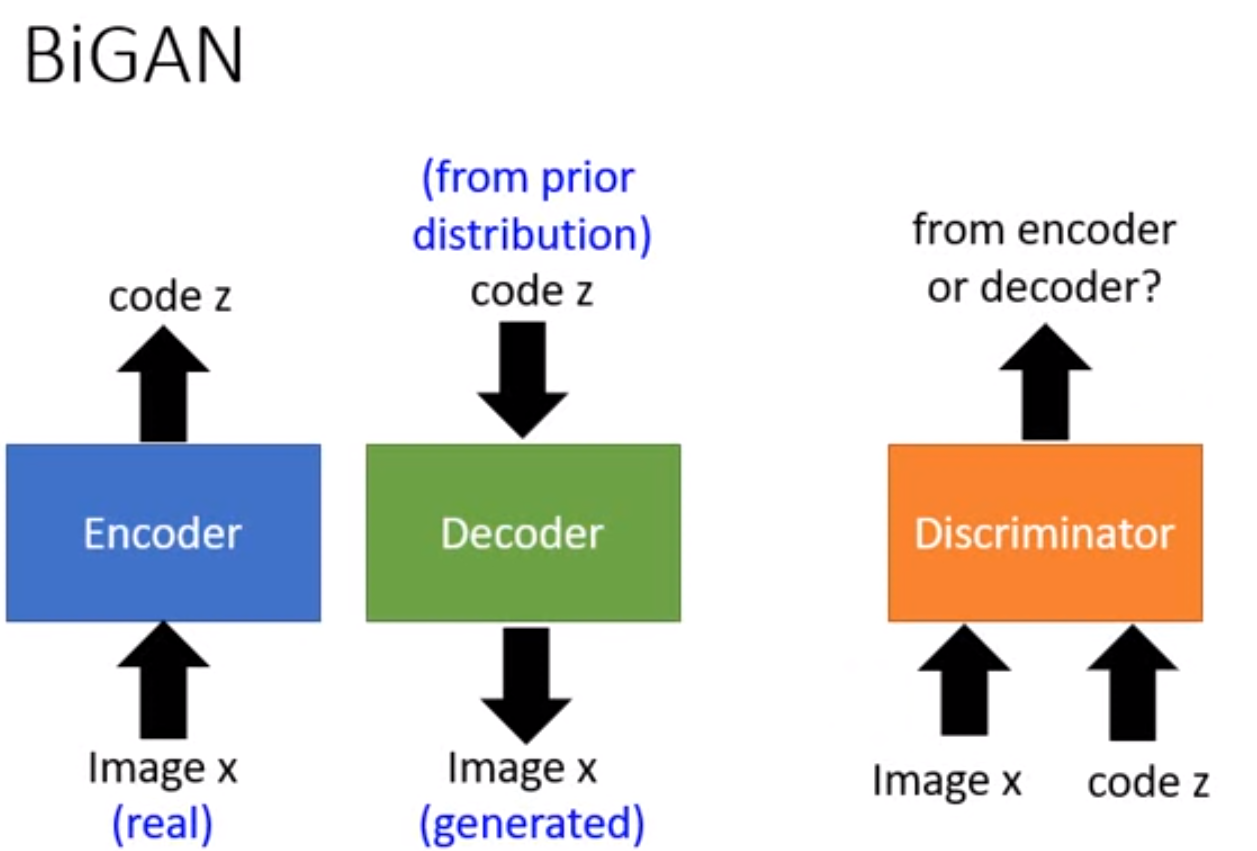 BiGAN
code z
Encoder
Image x
(real)
(from prior
distribution)
code z
Decoder
Image x
(generated)
from encoder
or decoder?
Discriminator
Image x
code z